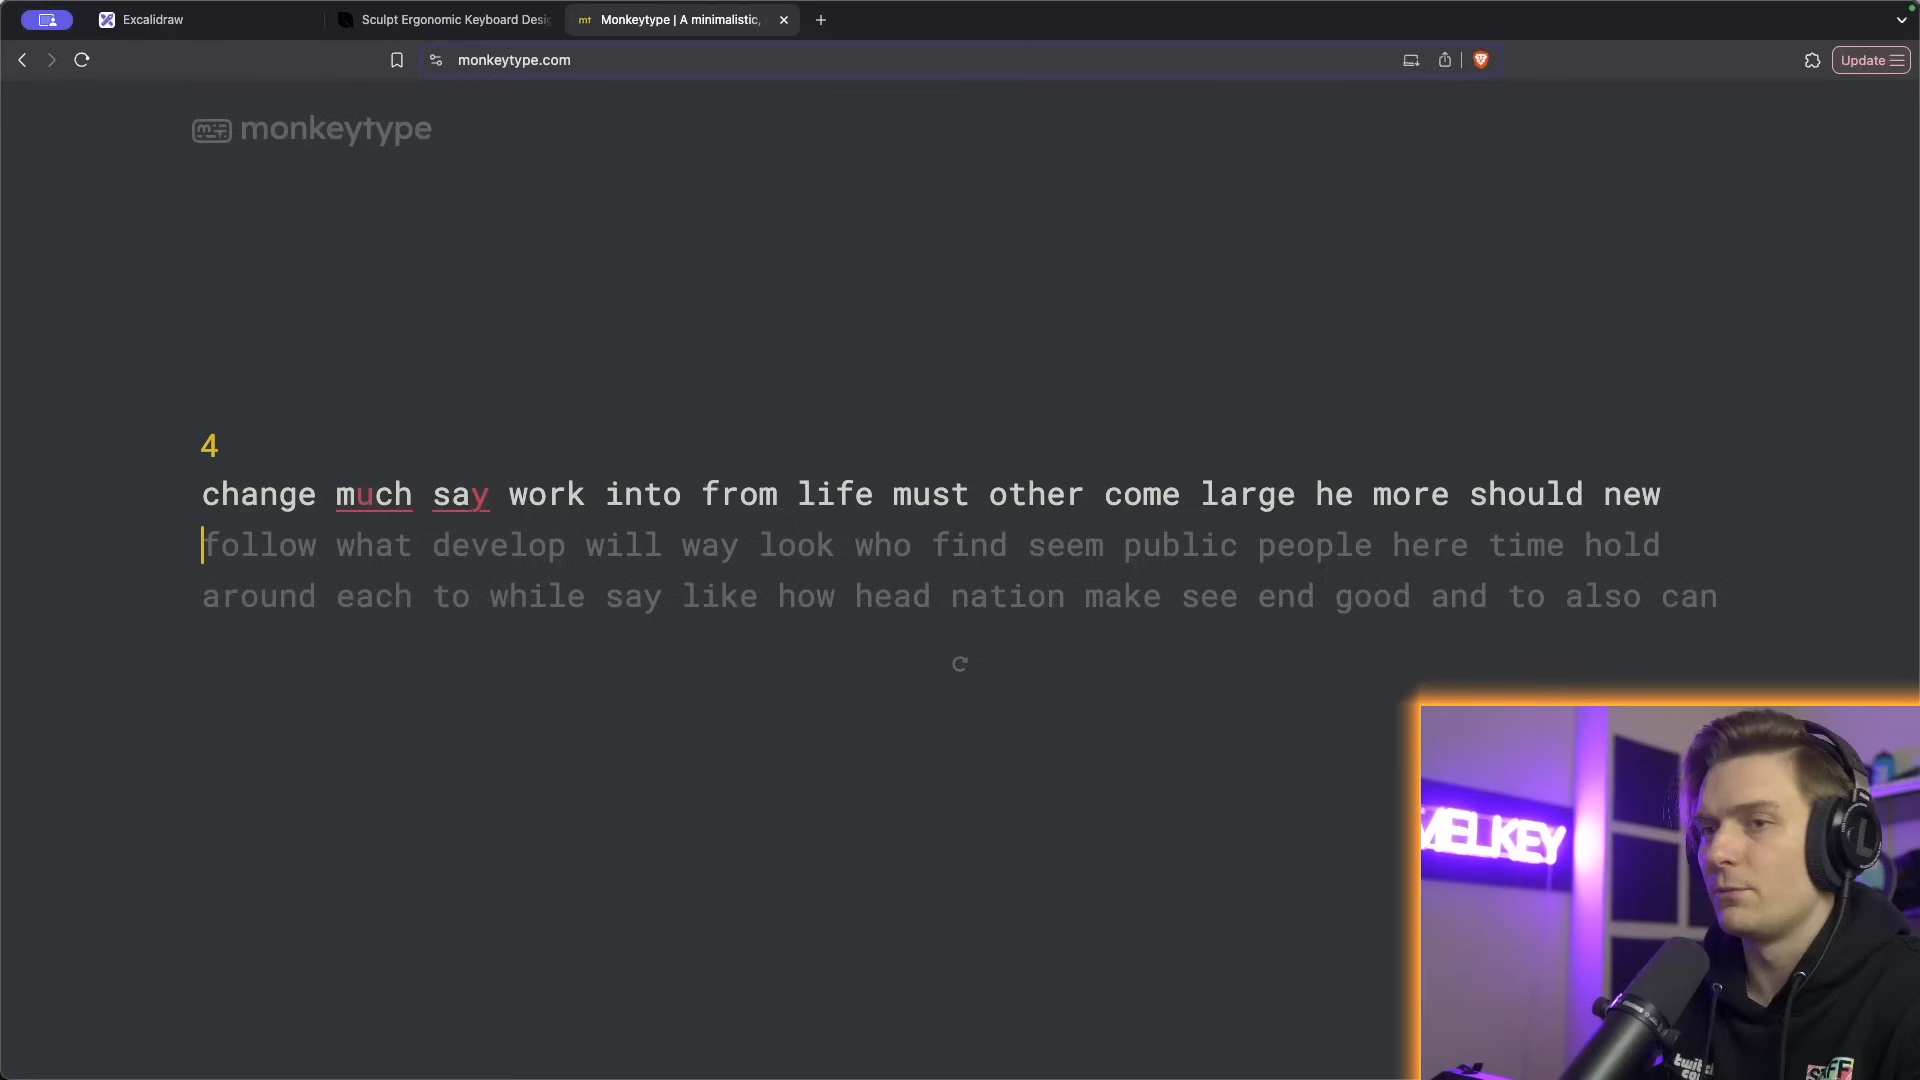 Excalidraw
Sculpt Ergonomic Keyboard Desi
mt Monkeytype | A minimalistic,
monkeytype.com
Update
monkeytype
4
change much say work into from life must other come large he more should new
follow what develop will way look who find seem public people here time hold
around each to while say like how head nation make see end good and to also can
MELKEY
twitch